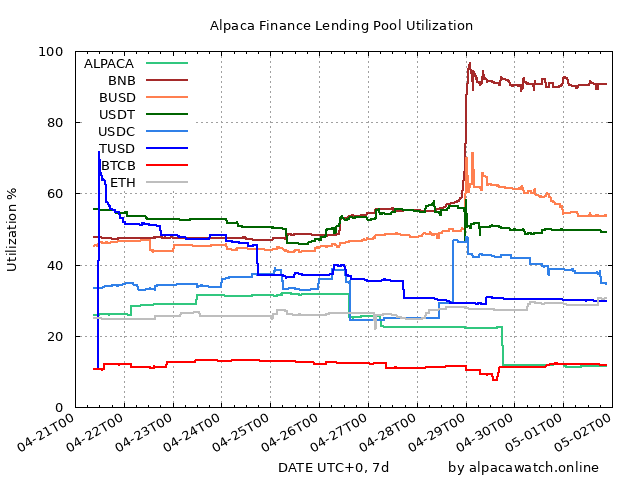 Alpaca Finance Lending Pool Utilization
100
80
60
40
20
0
Utilization %
ALPACA
BNB
BUSD
USDT
USDC
TUSD
BTCB
ETH
04-21T00
04-22T00
04-23T00
04-24T00
04-25T00
04-26T00
04-27T00
04-28T00
04-29T00
04-30T00
05-01T00
05-02T00
DATE UTC+0, 7d
by alpacawatch.online